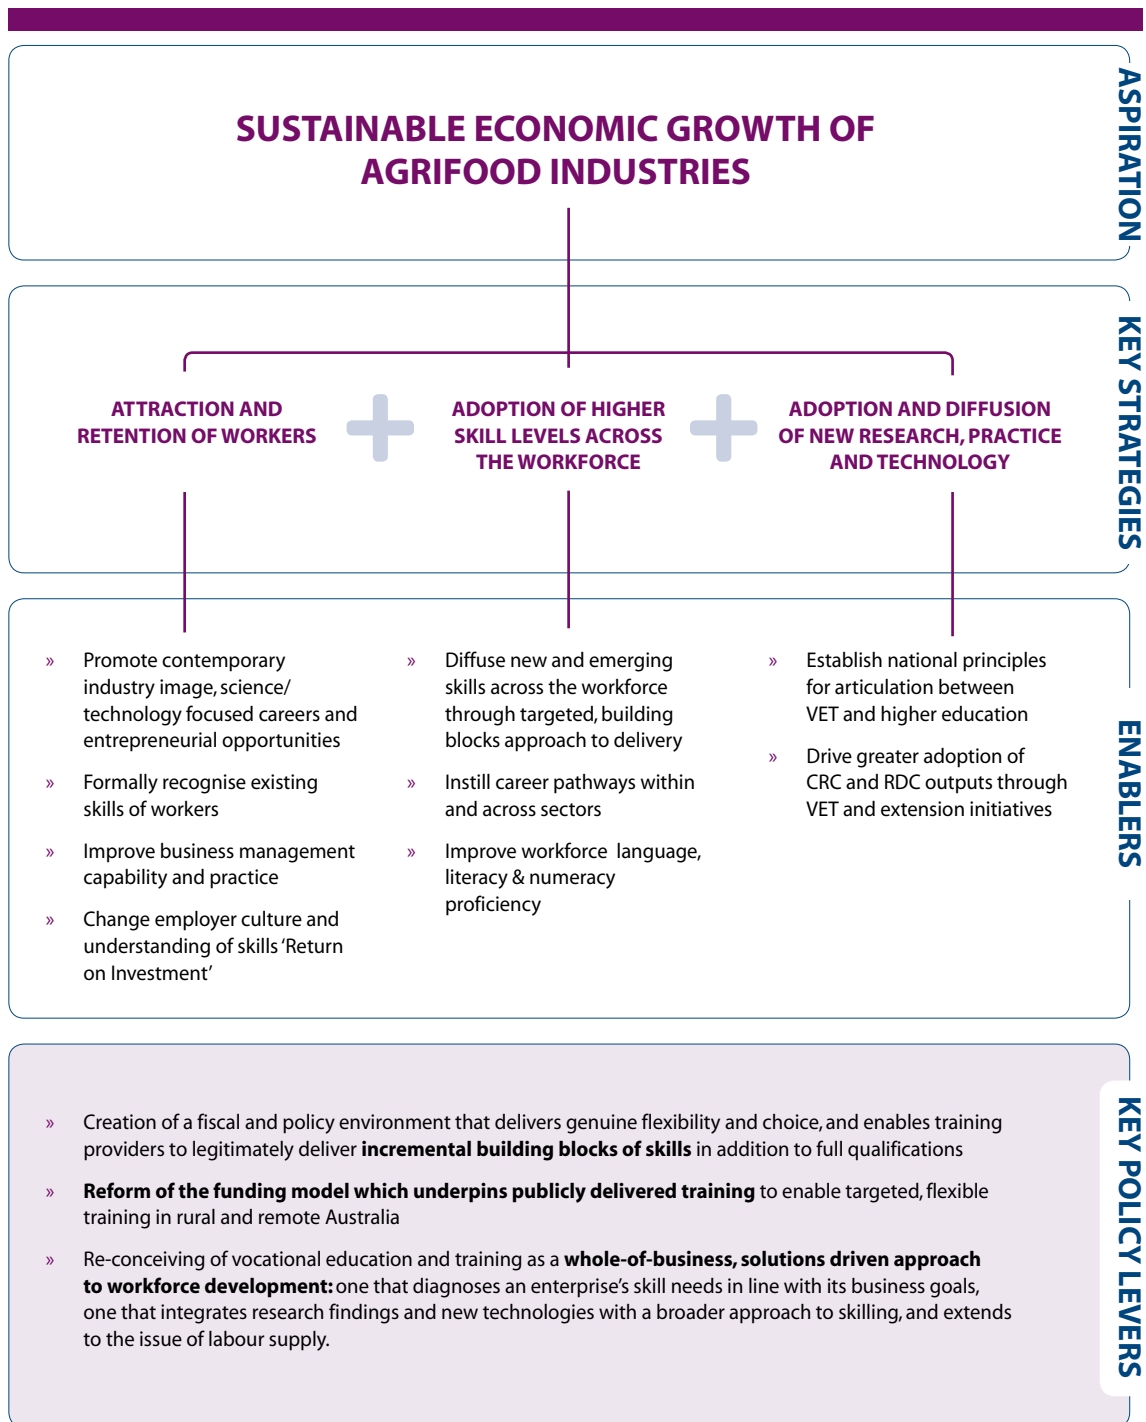 SUSTAINABLE ECONOMIC GROWTH OF
AGRIFOOD INDUSTRIES
ASPIRATION
ATTRACTION AND
RETENTION OF WORKERS
ADOPTION OF HIGHER
SKILL LEVELS ACROSS
THE WORKFORCE
ADOPTION AND DIFFUSION
OF NEW RESEARCH, PRACTICE
AND TECHNOLOGY
KEY STRATEGIES
» Promote contemporary
industry image, science/
technology focused careers and
entrepreneurial opportunities
» Formally recognise existing
skills of workers
» Improve business management
capability and practice
» Change employer culture and
understanding of skills ‘Return
on Investment’
» Diffuse new and emerging
skills across the workforce
through targeted, building
blocks approach to delivery
» Instill career pathways within
and across sectors
» Improve workforce language,
literacy & numeracy
proficiency
» Establish national principles
for articulation between
VET and higher education
» Drive greater adoption of
CRC and RDC outputs through
VET and extension initiatives
ENABLERS
» Creation of a fiscal and policy environment that delivers genuine flexibility and choice, and enables training
providers to legitimately deliver incremental building blocks of skills in addition to full qualifications
» Reform of the funding model which underpins publicly delivered training to enable targeted, flexible
training in rural and remote Australia
» Re-conceiving of vocational education and training as a whole-of-business, solutions driven approach
to workforce development: one that diagnoses an enterprise’s skill needs in line with its business goals,
one that integrates research findings and new technologies with a broader approach to skilling, and extends
to the issue of labour supply.
KEY POLICY LEVERS